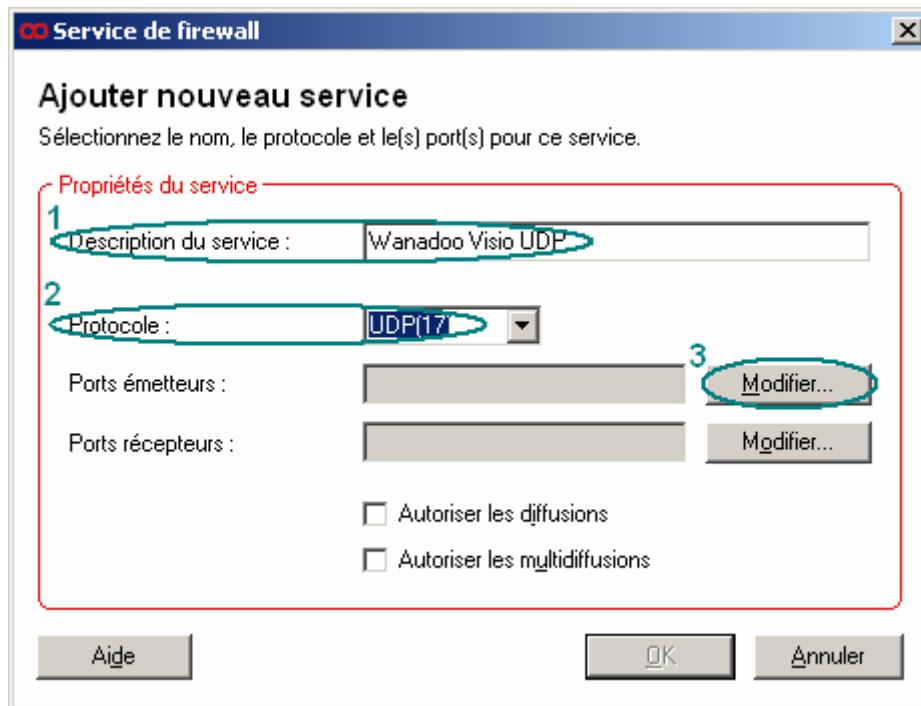 Service de firewall
Ajouter nouveau service
Sélectionnez le nom, le protocole et le(s) port(s) pour ce service.
Propriétés du service
1
Description du service : Wanadoo Visio UDP
2
Protocole : UDP(17)
3
Ports émetteurs : Modifier...
Ports récepteurs : Modifier...
Autoriser les diffusions
Autoriser les multidiffusions
Aide OK Annuler